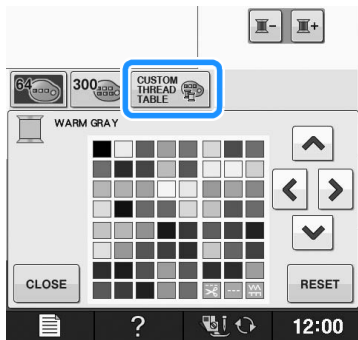 64
300
CUSTOM
THREAD
TABLE
WARM GRAY
CLOSE
RESET
?
12:00